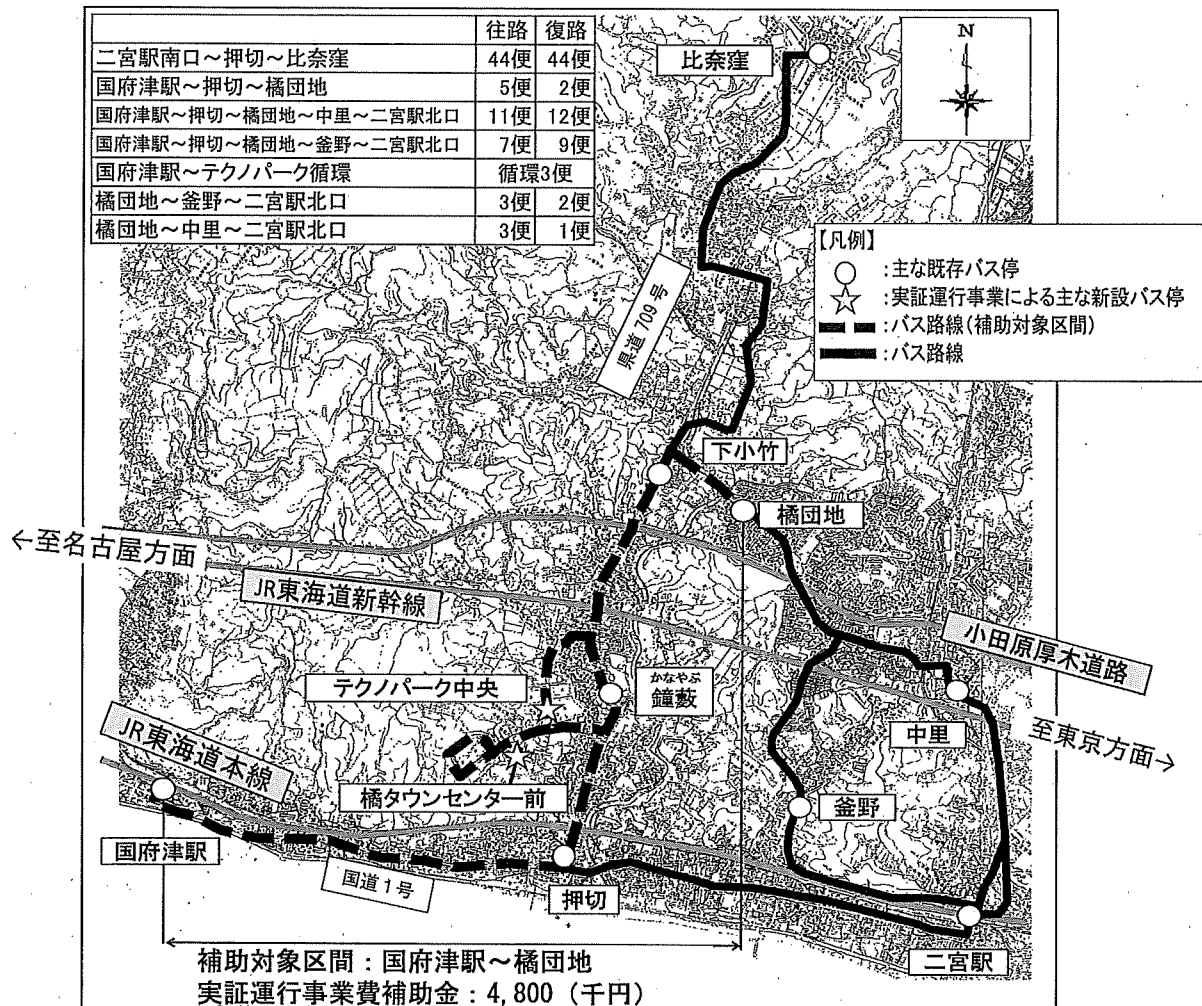 往路 復路
二宮駅南口～押切～比奈窪 44便 44便
国府津駅～押切～橘団地 5便 2便
国府津駅～押切～橘団地～中里～二宮駅北口 11便 12便
国府津駅～押切～橘団地～釜野～二宮駅北口 7便 9便
国府津駅～テクノパーク循環 循環3便
橘団地～釜野～二宮駅北口 3便 2便
橘団地～中里～二宮駅北口 3便 1便
比奈窪
N
【凡例】
:主な既存バス停
:実証運行事業による主な新設バス停
:バス路線(補助対象区間)
:バス路線
県道709号
下小竹
橘団地
←至名古屋方面
JR東海道新幹線
小田原厚木道路
テクノパーク中央
かなやぶ
鐘藪
中里
至東京方面→
JR東海道本線
橘タウンセンター前
釜野
国府津駅
国道1号
押切
二宮駅
補助対象区間：国府津駅～橘団地
実証運行事業費補助金：4,800（千円）